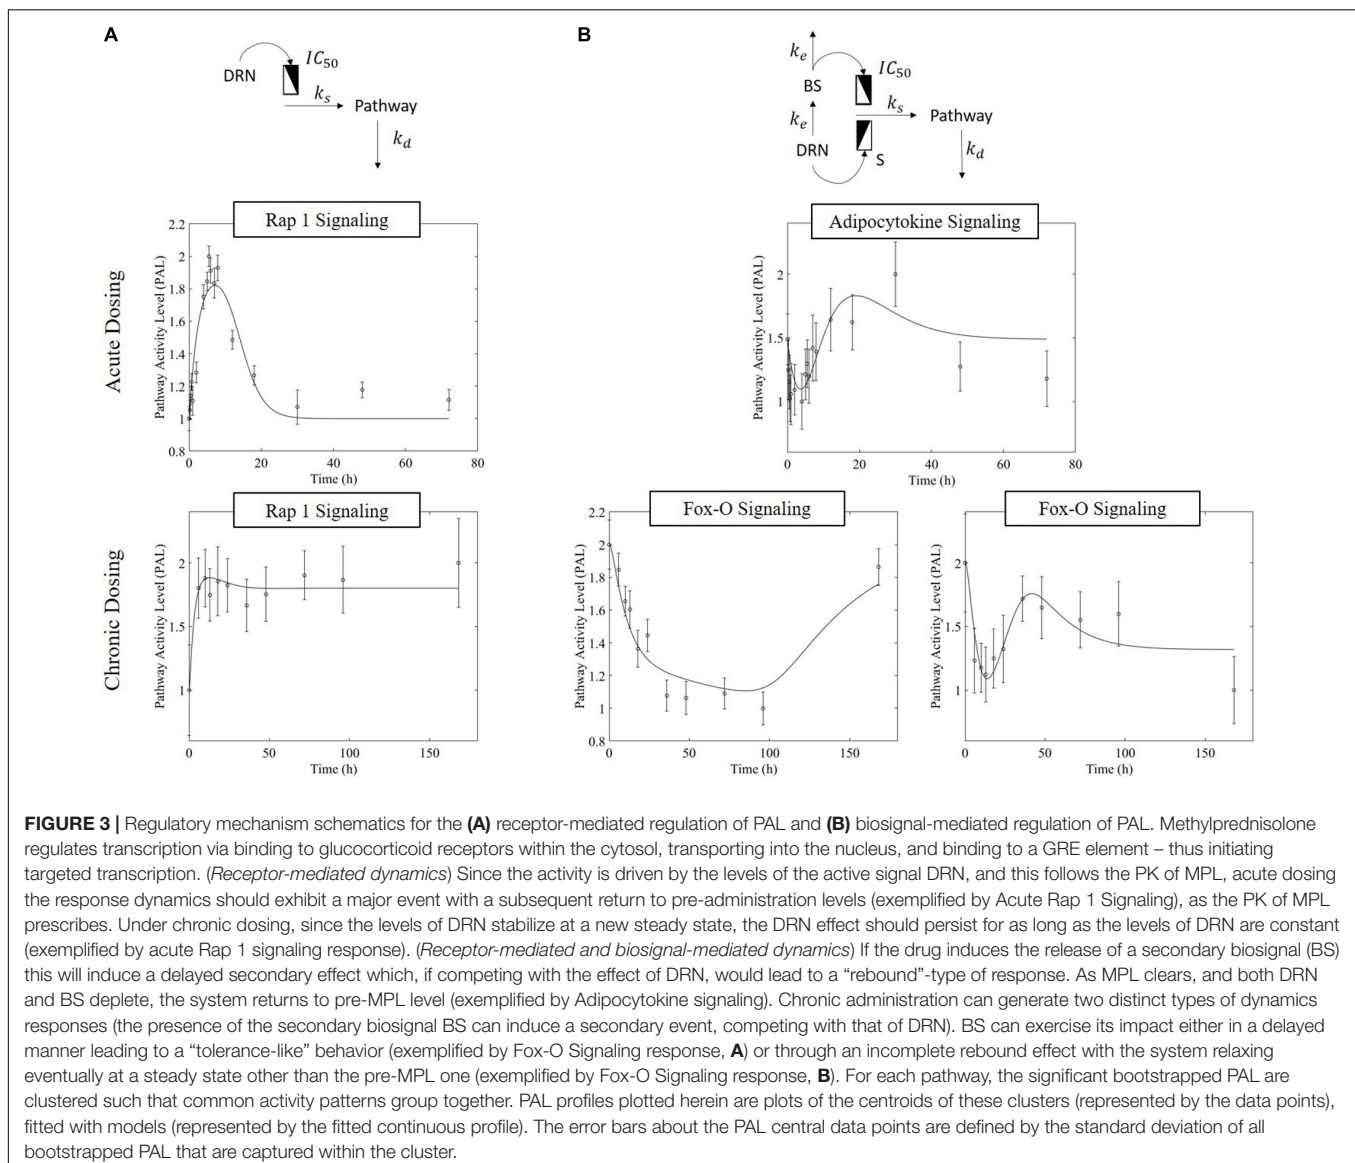 A
DRN
IC50
ks
Pathway
kd
B
ke
BS
IC50
ke
ks
Pathway
DRN
S
kd
Acute Dosing
Rap 1 Signaling
Pathway Activity Level (PAL)
2.2
2
1.8
1.6
1.4
1.2
1
0.8
0 20 40 60 80
Time (h)
Adipocytokine Signaling
Pathway Activity Level (PAL)
2
1.5
1
0 20 40 60 80
Time (h)
Chronic Dosing
Rap 1 Signaling
Pathway Activity Level (PAL)
2
1.5
1
0 50 100 150
Time (h)
Fox-O Signaling
Pathway Activity Level (PAL)
2.2
2
1.8
1.6
1.4
1.2
1
0.8
0 50 100 150
Time (h)
Fox-O Signaling
Pathway Activity Level (PAL)
2
1.5
1
0 50 100 150
Time (h)
FIGURE 3 | Regulatory mechanism schematics for the (A) receptor-mediated regulation of PAL and (B) biosignal-mediated regulation of PAL. Methylprednisolone
regulates transcription via binding to glucocorticoid receptors within the cytosol, transporting into the nucleus, and binding to a GRE element – thus initiating
targeted transcription. (Receptor-mediated dynamics) Since the activity is driven by the levels of the active signal DRN, and this follows the PK of MPL, acute dosing
the response dynamics should exhibit a major event with a subsequent return to pre-administration levels (exemplified by Acute Rap 1 Signaling), as the PK of MPL
prescribes. Under chronic dosing, since the levels of DRN stabilize at a new steady state, the DRN effect should persist for as long as the levels of DRN are constant
(exemplified by acute Rap 1 signaling response). (Receptor-mediated and biosignal-mediated dynamics) If the drug induces the release of a secondary biosignal (BS)
this will induce a delayed secondary effect which, if competing with the effect of DRN, would lead to a “rebound”-type of response. As MPL clears, and both DRN
and BS deplete, the system returns to pre-MPL level (exemplified by Adipocytokine signaling). Chronic administration can generate two distinct types of dynamics
responses (the presence of the secondary biosignal BS can induce a secondary event, competing with that of DRN). BS can exercise its impact either in a delayed
manner leading to a “tolerance-like” behavior (exemplified by Fox-O Signaling response, A) or through an incomplete rebound effect with the system relaxing
eventually at a steady state other than the pre-MPL one (exemplified by Fox-O Signaling response, B). For each pathway, the significant bootstrapped PAL are
clustered such that common activity patterns group together. PAL profiles plotted herein are plots of the centroids of these clusters (represented by the data points),
fitted with models (represented by the fitted continuous profile). The error bars about the PAL central data points are defined by the standard deviation of all
bootstrapped PAL that are captured within the cluster.